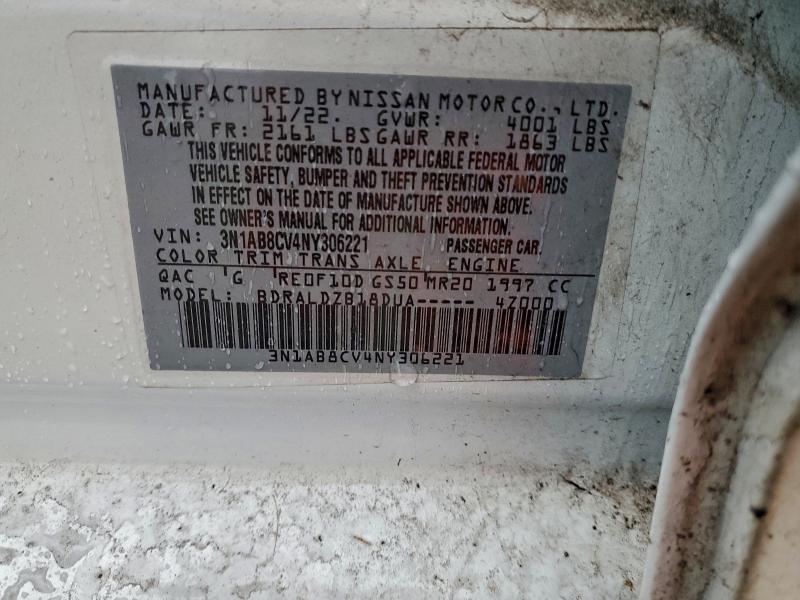 MANUFACTURED BY NISSAN MOTOR CO., LTD.
DATE: 11/22. GVWR: 4001 LBS
GAWR FR: 2161 LBS GAWR RR: 1863 LBS
THIS VEHICLE CONFORMS TO ALL APPLICABLE FEDERAL MOTOR
VEHICLE SAFETY, BUMPER AND THEFT PREVENTION STANDARDS
IN EFFECT ON THE DATE OF MANUFACTURE SHOWN ABOVE.
SEE OWNER'S MANUAL FOR ADDITIONAL INFORMATION.
VIN: 3N1AB8CV4NY306221 PASSENGER CAR.
COLOR TRIM TRANS AXLE ENGINE
QAC G RE0F10D GS50 MR20 1997 CC
MODEL: BDRALDZB18DUA----- 4Z000
3N1AB8CV4NY306221